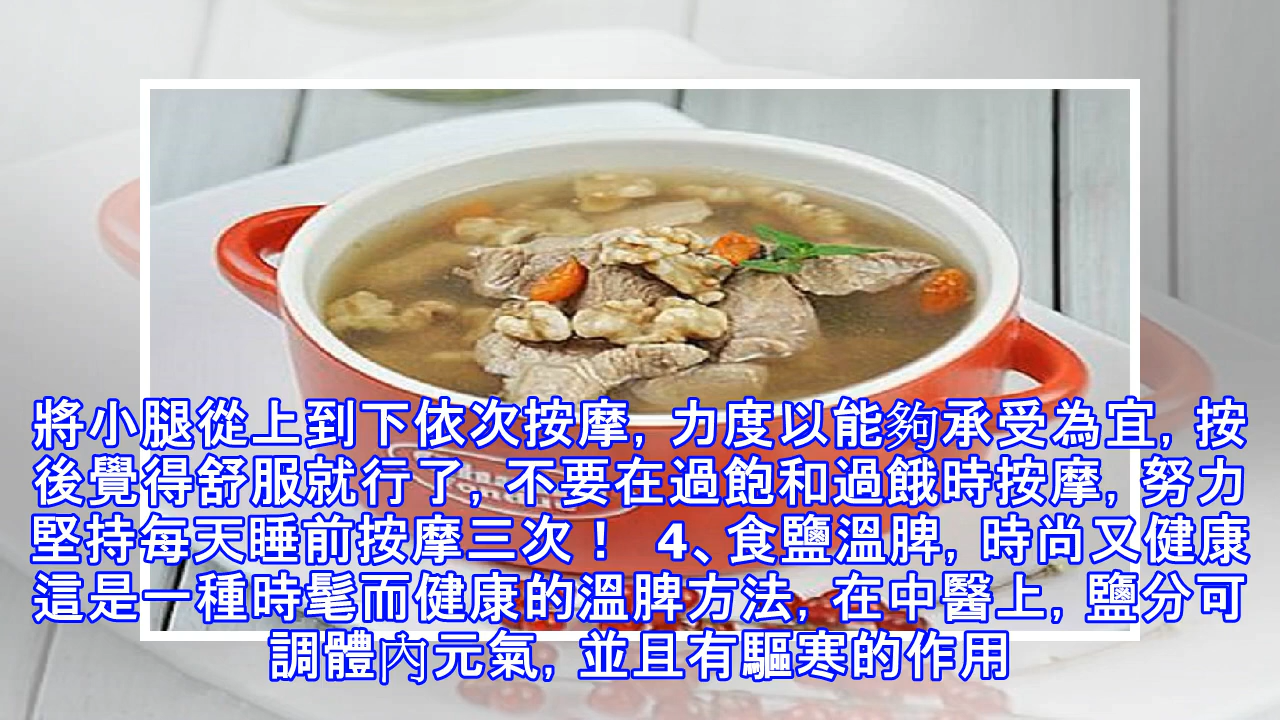 將小腿從上到下依次按摩, 力度以能夠承受為宜, 按
後覺得舒服就行了, 不要在過飽和過餓時按摩, 努力
堅持每天睡前按摩三次！ 4、食鹽溫脾, 時尚又健康
這是一種時髦而健康的溫脾方法, 在中醫上, 鹽分可
調體內元氣, 並且有驅寒的作用